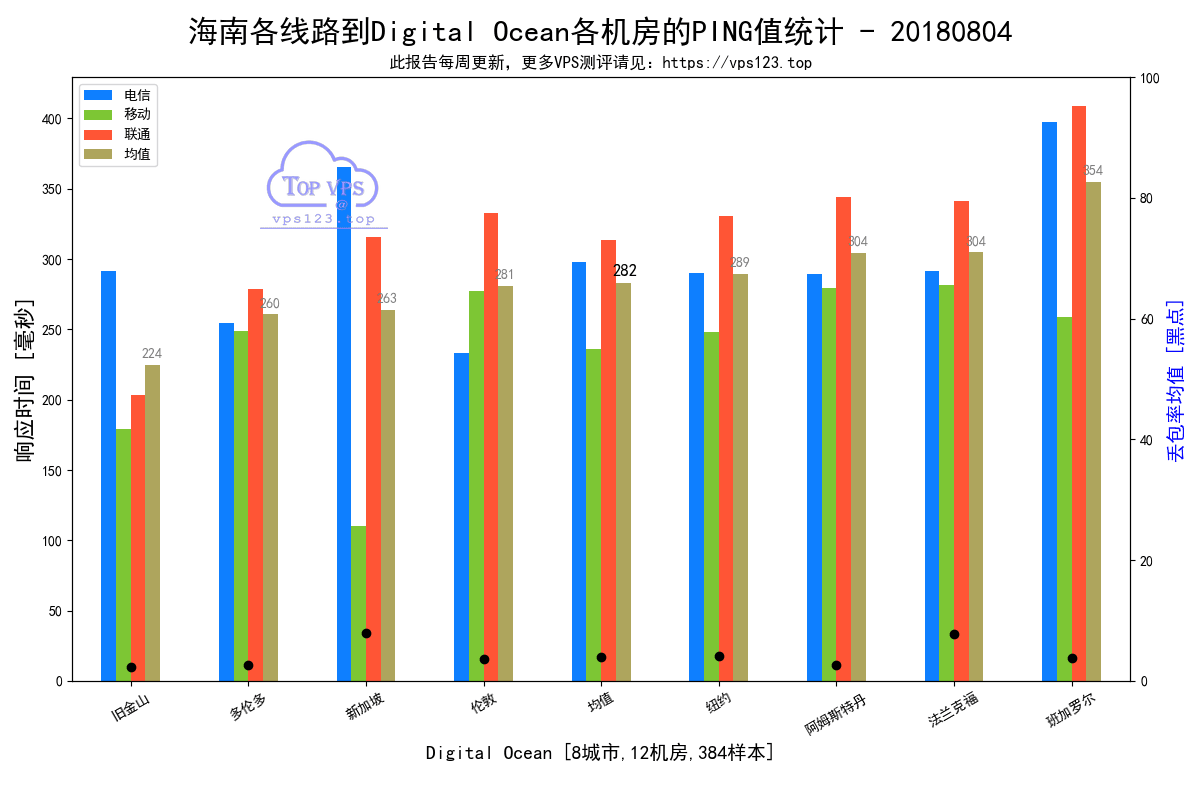 海南各线路到Digital Ocean各机房的PING值统计 - 20180804
此报告每周更新，更多VPS测评请见：https://vps123.top
电信
移动
联通
均值
TOP VPS
@
vps123.top
响应时间 [毫秒]
400
350
300
250
200
150
100
50
0
100
80
60
40
20
0
丢包率均值 [黑点]
224
260
263
281
282
289
304
304
354
旧金山
多伦多
新加坡
伦敦
均值
纽约
阿姆斯特丹
法兰克福
班加罗尔
Digital Ocean [8城市,12机房,384样本]